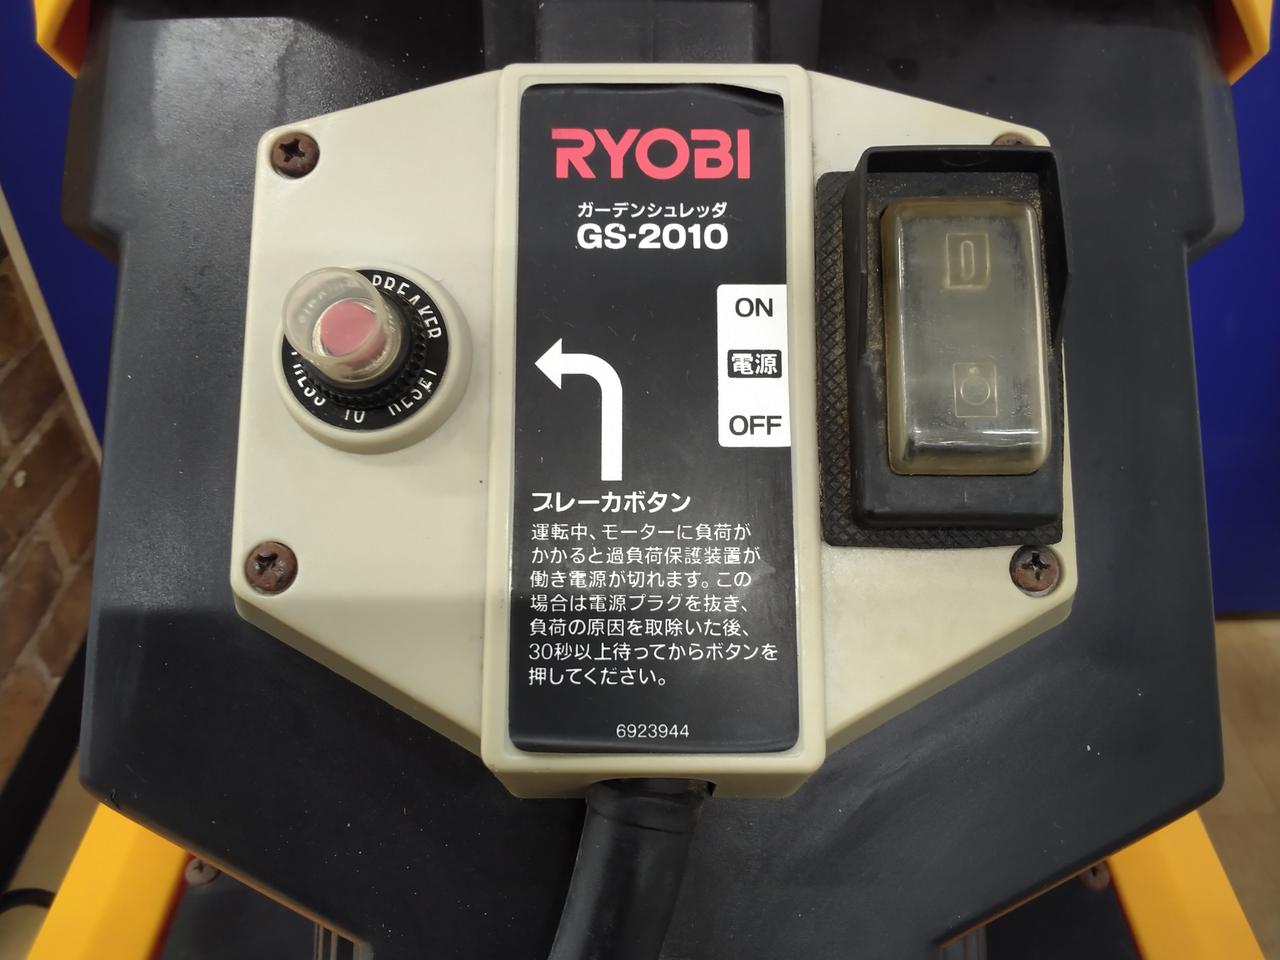 RYOBI
ガーデンシュレッダ
GS-2010
ON
電源
OFF
BREAKER
PRESS TO RESET
ブレーカボタン
運転中、モーターに負荷が
かかると過負荷保護装置が
働き電源が切れます。この
場合は電源プラグを抜き、
負荷の原因を取除いた後、
30秒以上待ってからボタンを
押してください。
6923944